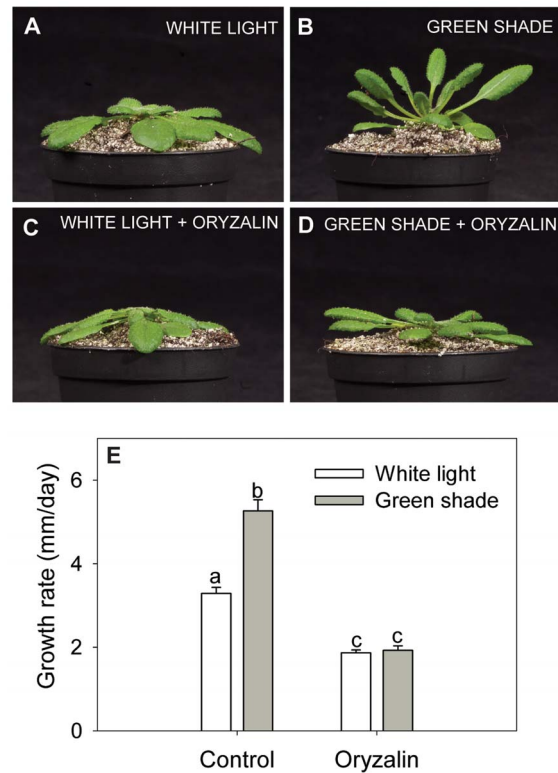 A WHITE LIGHT
B GREEN SHADE
C WHITE LIGHT + ORYZALIN
D GREEN SHADE + ORYZALIN
E
White light
Green shade
Growth rate (mm/day)
6
4
2
0
a
b
c
c
Control
Oryzalin